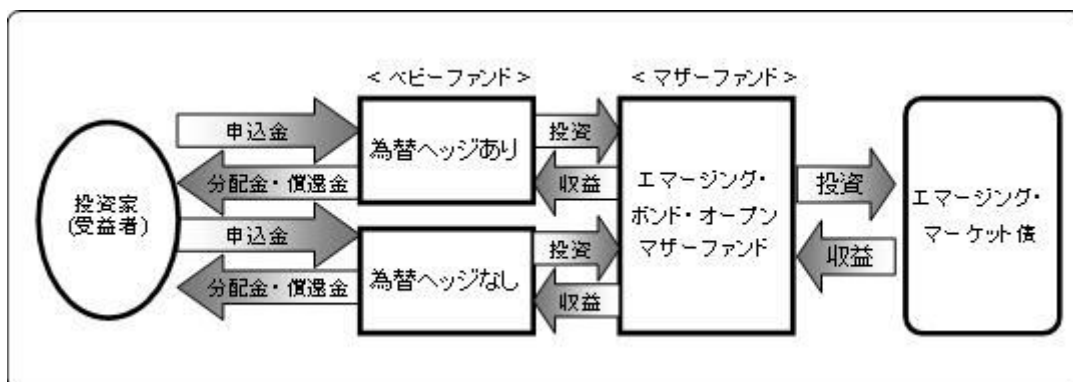 <ベビーファンド>
<マザーファンド>
申込金
分配金・償還金
申込金
分配金・償還金
投資家
(受益者)
為替ヘッジあり
為替ヘッジなし
投資
収益
投資
収益
エマージング・
ボンド・オープン
マザーファンド
投資
収益
エマージング・
マーケット債